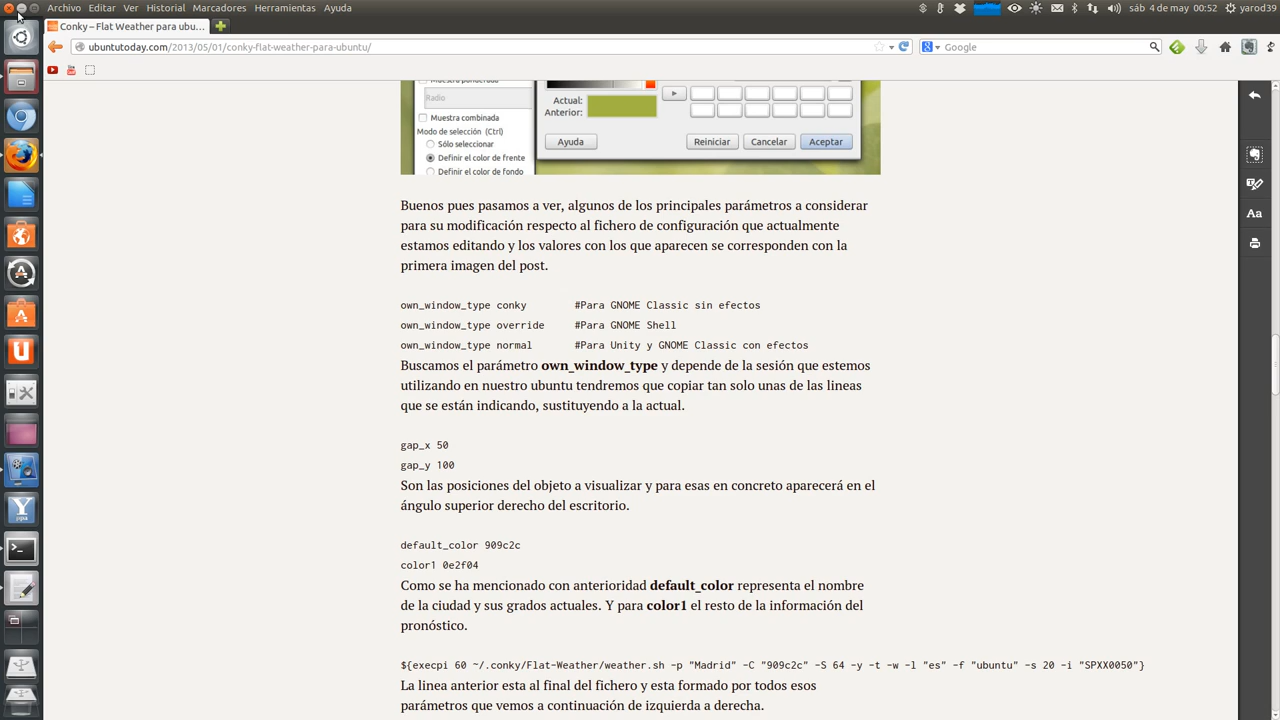 Archivo Editar Ver Historial Marcadores Herramientas Ayuda
sáb 4 de may 00:52 yarod39
Conky – Flat Weather para ubu...
ubuntutoday.com/2013/05/01/conky-flat-weather-para-ubuntu/
Google
Radio
Muestra combinada
Modo de selección (Ctrl)
Sólo seleccionar
Definir el color de frente
Definir el color de fondo
Actual:
Anterior:
Ayuda Reiniciar Cancelar Aceptar
Buenos pues pasamos a ver, algunos de los principales parámetros a considerar
para su modificación respecto al fichero de configuración que actualmente
estamos editando y los valores con los que aparecen se corresponden con la
primera imagen del post.
own_window_type conky #Para GNOME Classic sin efectos
own_window_type override #Para GNOME Shell
own_window_type normal #Para Unity y GNOME Classic con efectos
Buscamos el parámetro own_window_type y depende de la sesión que estemos
utilizando en nuestro ubuntu tendremos que copiar tan solo unas de las lineas
que se están indicando, sustituyendo a la actual.
gap_x 50
gap_y 100
Son las posiciones del objeto a visualizar y para esas en concreto aparecerá en el
ángulo superior derecho del escritorio.
default_color 909c2c
color1 0e2f04
Como se ha mencionado con anterioridad default_color representa el nombre
de la ciudad y sus grados actuales. Y para color1 el resto de la información del
pronóstico.
${execpi 60 ~/.conky/Flat-Weather/weather.sh -p "Madrid" -C "909c2c" -S 64 -y -t -w -l "es" -f "ubuntu" -s 20 -i "SPXX0050"}
La linea anterior esta al final del fichero y esta formado por todos esos
parámetros que vemos a continuación de izquierda a derecha.
Aa